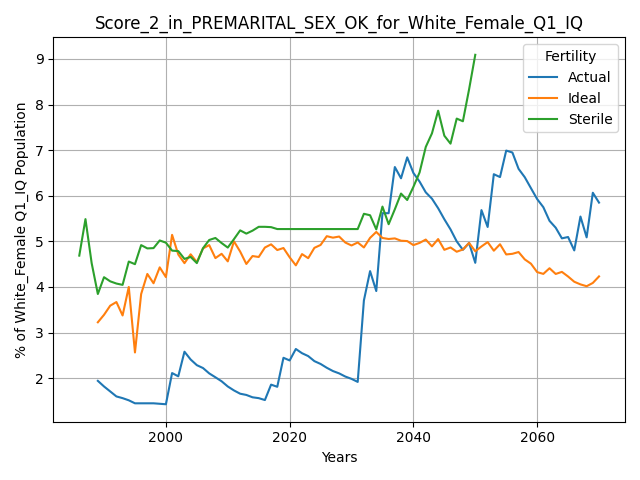 Score_2_in_PREMARITAL_SEX_OK_for_White_Female_Q1_IQ
% of White_Female Q1_IQ Population
9
8
7
6
5
4
3
2
Fertility
Actual
Ideal
Sterile
2000
2020
2040
2060
Years